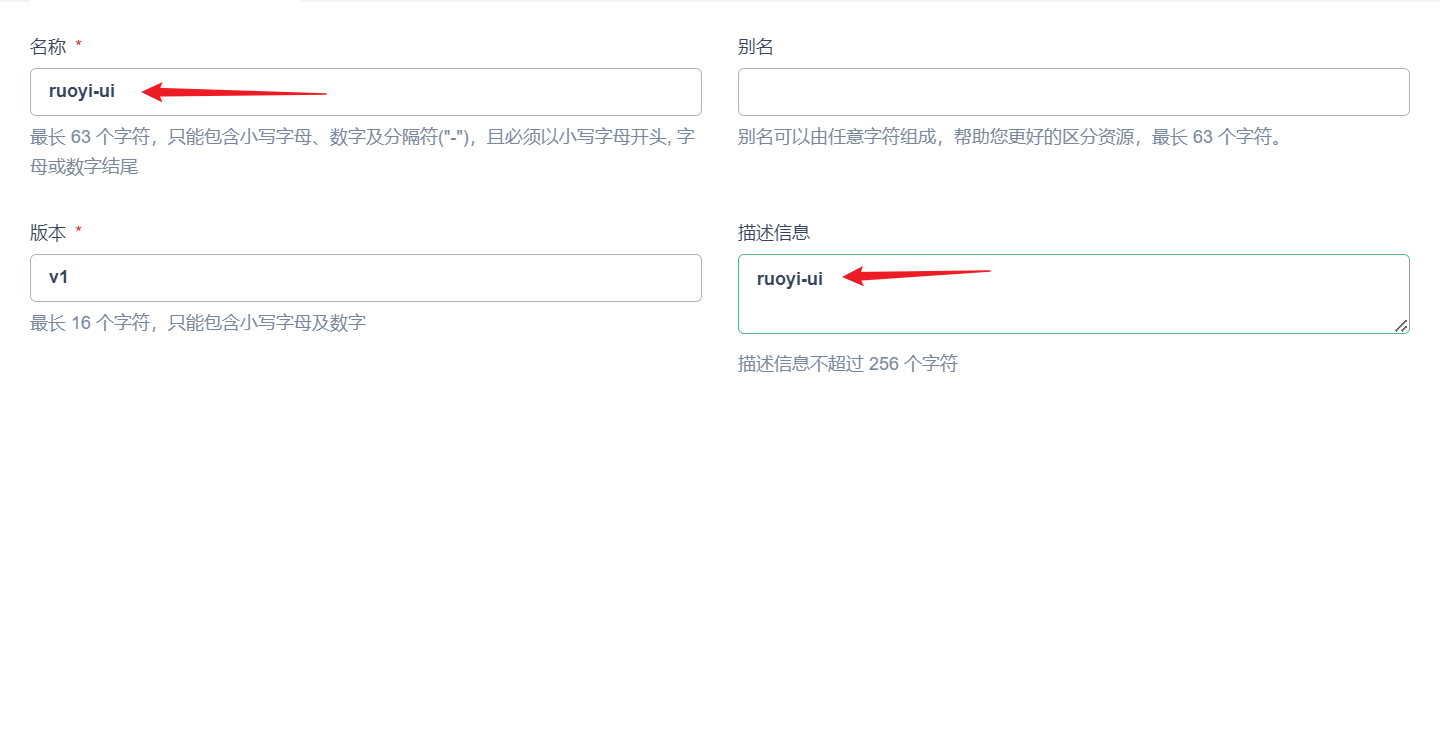 名称 *
ruoyi-ui
最长 63 个字符，只能包含小写字母、数字及分隔符("-")，且必须以小写字母开头, 字
母或数字结尾
别名
别名可以由任意字符组成，帮助您更好的区分资源，最长 63 个字符。
版本 *
v1
最长 16 个字符，只能包含小写字母及数字
描述信息
ruoyi-ui
描述信息不超过 256 个字符